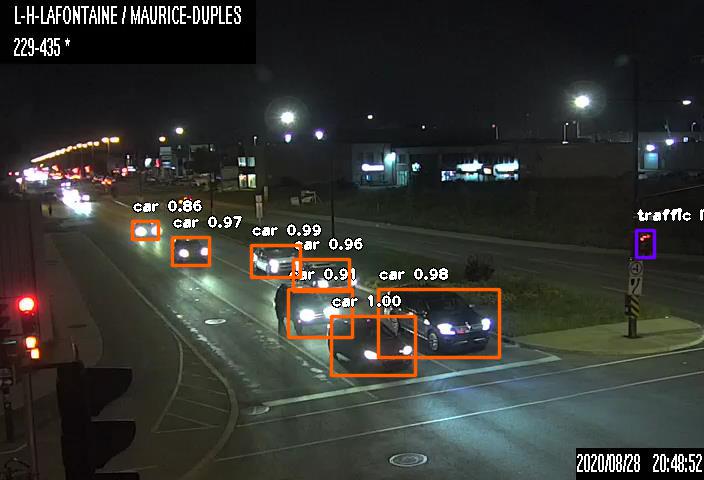 L-H-LAFONTAINE / MAURICE-DUPLES
229-435 *
car 0.86
car 0.97
car 0.99
car 0.96
car 0.91
car 0.98
car 1.00
traffic
2020/08/28 20:48:52